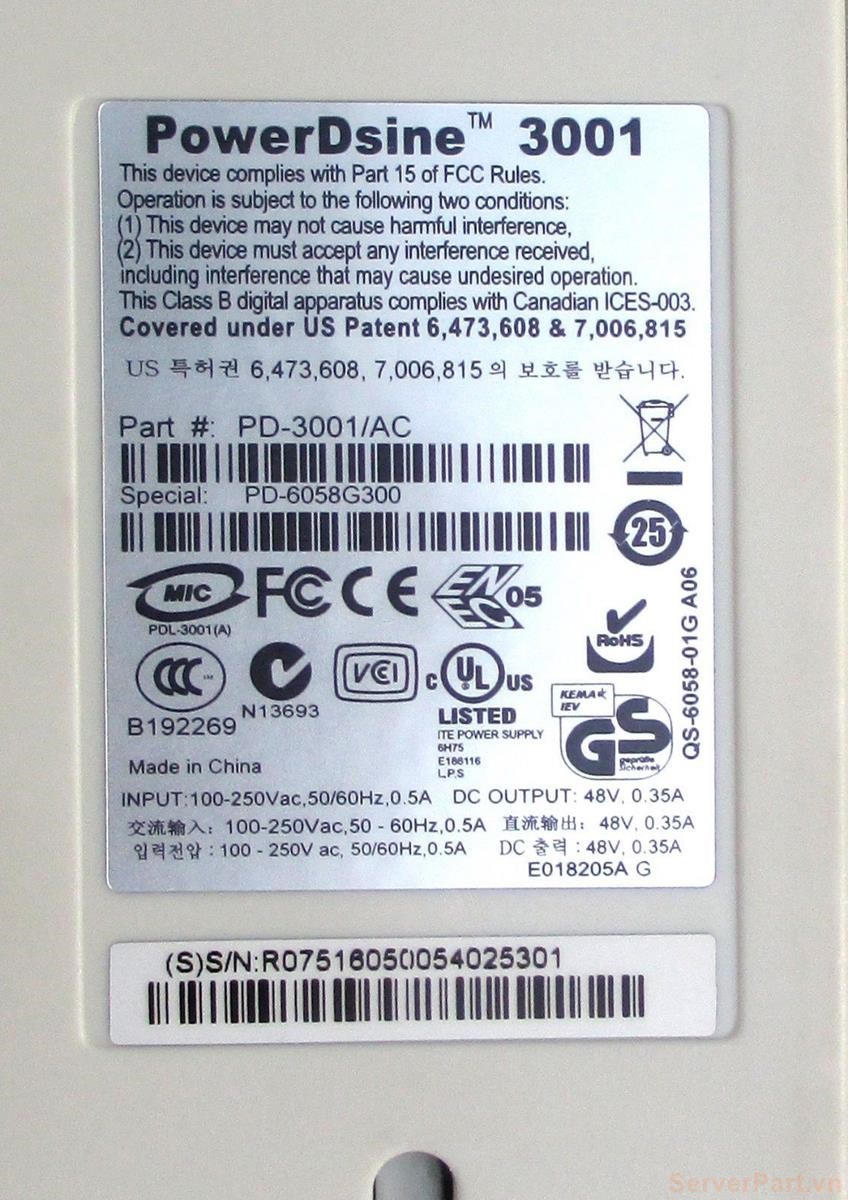 PowerDsine™ 3001
This device complies with Part 15 of FCC Rules.
Operation is subject to the following two conditions:
(1) This device may not cause harmful interference,
(2) This device must accept any interference received,
including interference that may cause undesired operation.
This Class B digital apparatus complies with Canadian ICES-003.
Covered under US Patent 6,473,608 & 7,006,815
US 특허권 6,473,608, 7,006,815 의 보호를 받습니다.
Part #: PD-3001/AC
Special: PD-6058G300
25
MIC FCC CE ENEC 05
PDL-3001(A)
RoHS
QS-6058-01G A06
CCC VCI c UL US
N13693
B192269
LISTED
ITE POWER SUPPLY
6H75
E186116
L.P.S
KEMA
IEV
GS
geprüfte
Sicherheit
Made in China
INPUT:100-250Vac,50/60Hz,0.5A DC OUTPUT: 48V, 0.35A
交流输入: 100-250Vac,50 - 60Hz,0.5A 直流输出: 48V, 0.35A
입력전압 : 100 - 250V ac, 50/60Hz,0.5A DC 출력 : 48V, 0.35A
E018205A G
(S)S/N:R07516050054025301
ServerPart.vn